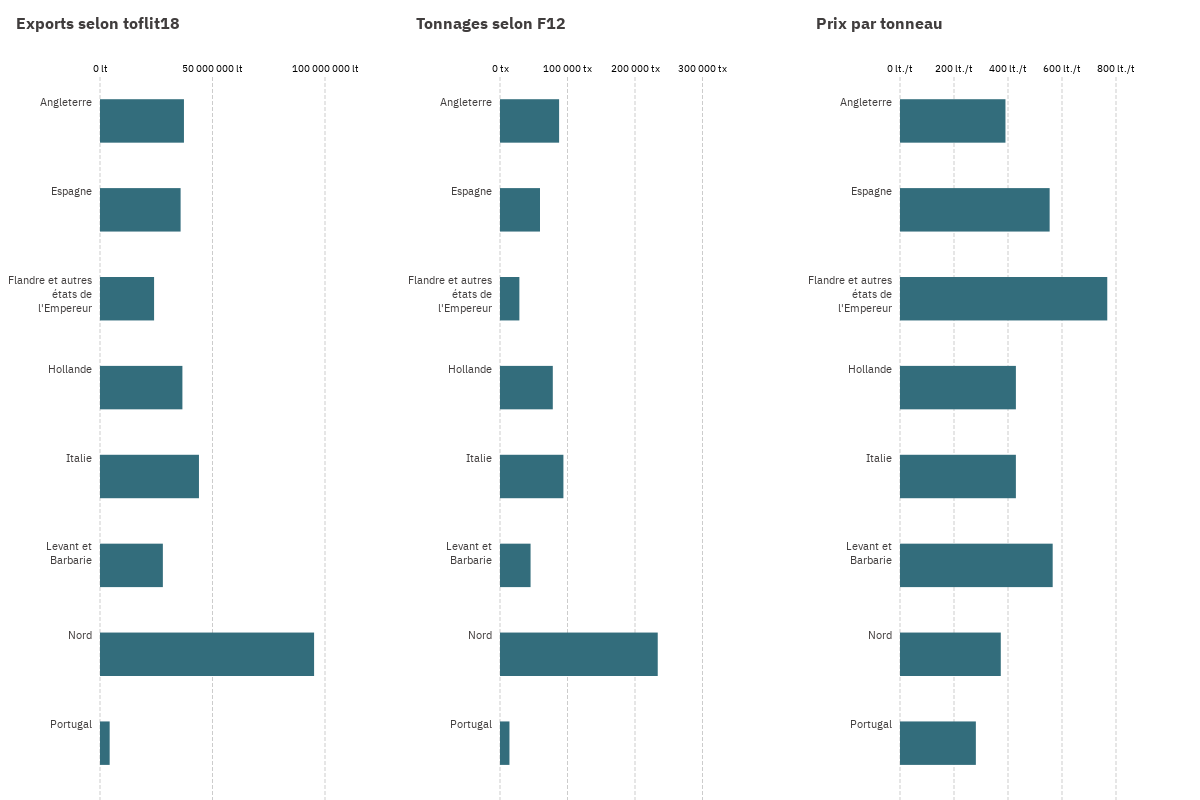 Exports selon toflit18
0 lt
50 000 000 lt
100 000 000 lt
Angleterre
Espagne
Flandre et autres
états de
l'Empereur
Hollande
Italie
Levant et
Barbarie
Nord
Portugal
Tonnages selon F12
0 tx
100 000 tx
200 000 tx
300 000 tx
Angleterre
Espagne
Flandre et autres
états de
l'Empereur
Hollande
Italie
Levant et
Barbarie
Nord
Portugal
Prix par tonneau
0 lt./t
200 lt./t
400 lt./t
600 lt./t
800 lt./t
Angleterre
Espagne
Flandre et autres
états de
l'Empereur
Hollande
Italie
Levant et
Barbarie
Nord
Portugal